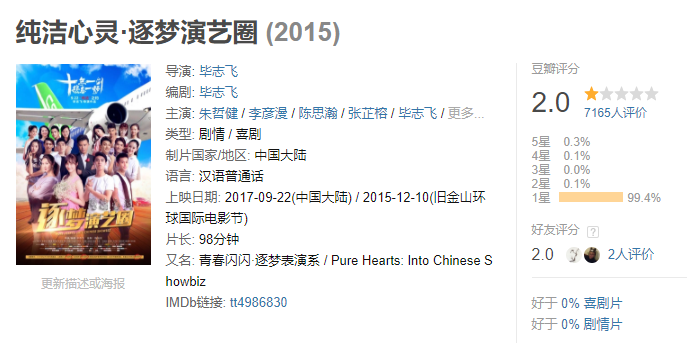 纯洁心灵·逐梦演艺圈 (2015)
导演: 毕志飞
编剧: 毕志飞
主演: 朱哲健 / 李彦漫 / 陈思瀚 / 张芷榕 / 毕志飞 / 更多...
类型: 剧情 / 喜剧
制片国家/地区: 中国大陆
语言: 汉语普通话
上映日期: 2017-09-22(中国大陆) / 2015-12-10(旧金山环
球国际电影节)
片长: 98分钟
又名: 青春闪闪·逐梦表演系 / Pure Hearts: Into Chinese S
howbiz
IMDb链接: tt4986830
逐梦演艺圈
更新描述或海报
豆瓣评分
2.0
7165人评价
5星 0.3%
4星 0.1%
3星 0.0%
2星 0.1%
1星 99.4%
好友评分 ?
2.0 2人评价
好于 0% 喜剧片
好于 0% 剧情片